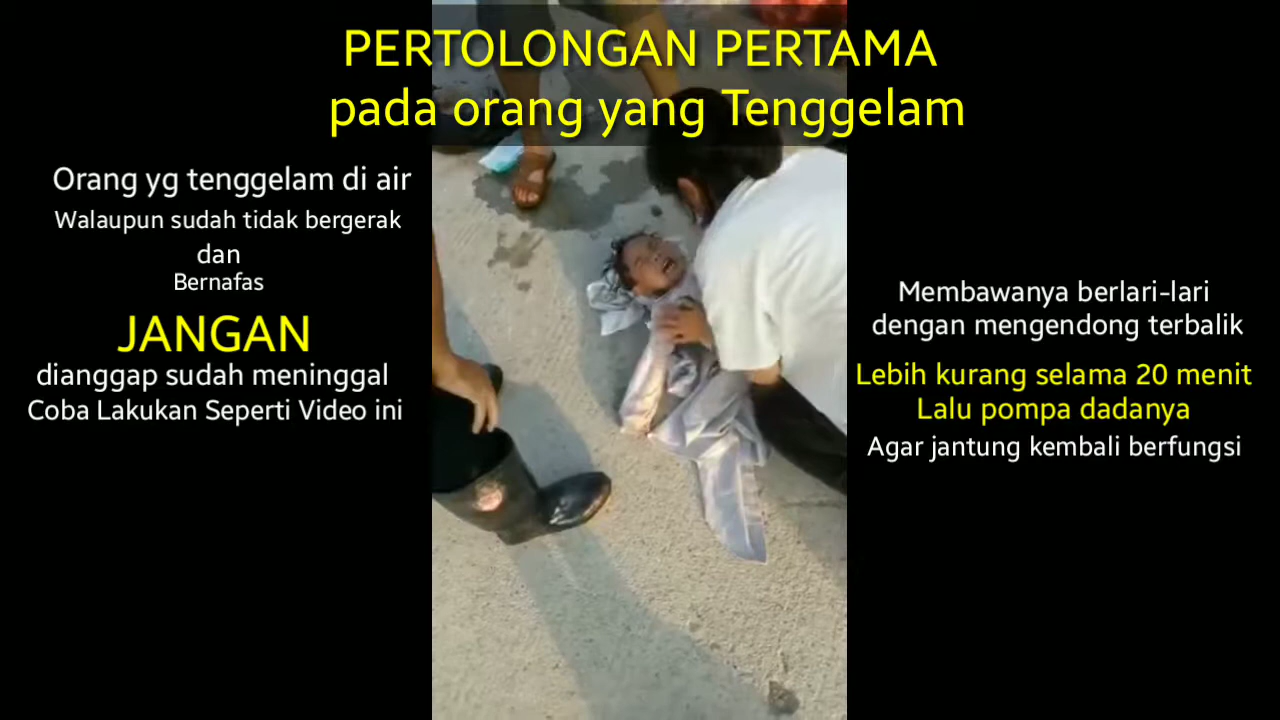 PERTOLONGAN PERTAMA
pada orang yang Tenggelam
Orang yg tenggelam di air
Walaupun sudah tidak bergerak
dan
Bernafas
JANGAN
dianggap sudah meninggal
Coba Lakukan Seperti Video ini
Membawanya berlari-lari
dengan mengendong terbalik
Lebih kurang selama 20 menit
Lalu pompa dadanya
Agar jantung kembali berfungsi